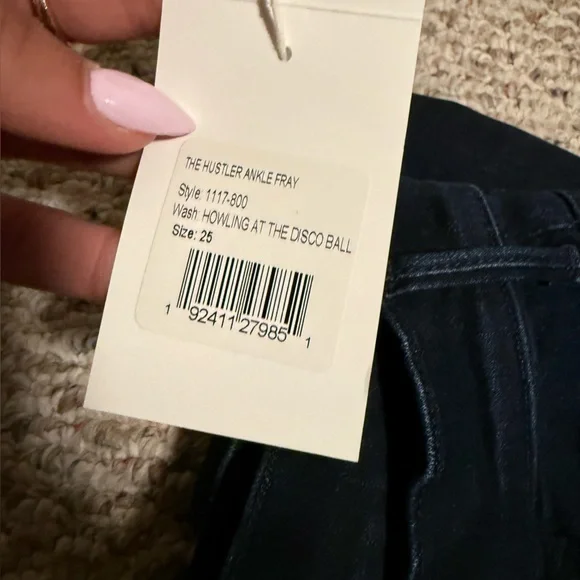 THE HUSTLER ANKLE FRAY
Style: 1117-800
Wash: HOWLING AT THE DISCO BALL
Size: 25
1 92411 27985 1